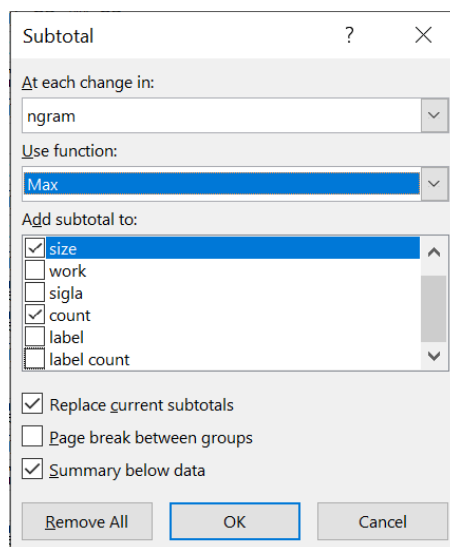 Subtotal ?
At each change in:
ngram
Use function:
Max
Add subtotal to:
size
work
sigla
count
label
label count
Replace current subtotals
Page break between groups
Summary below data
Remove All OK Cancel